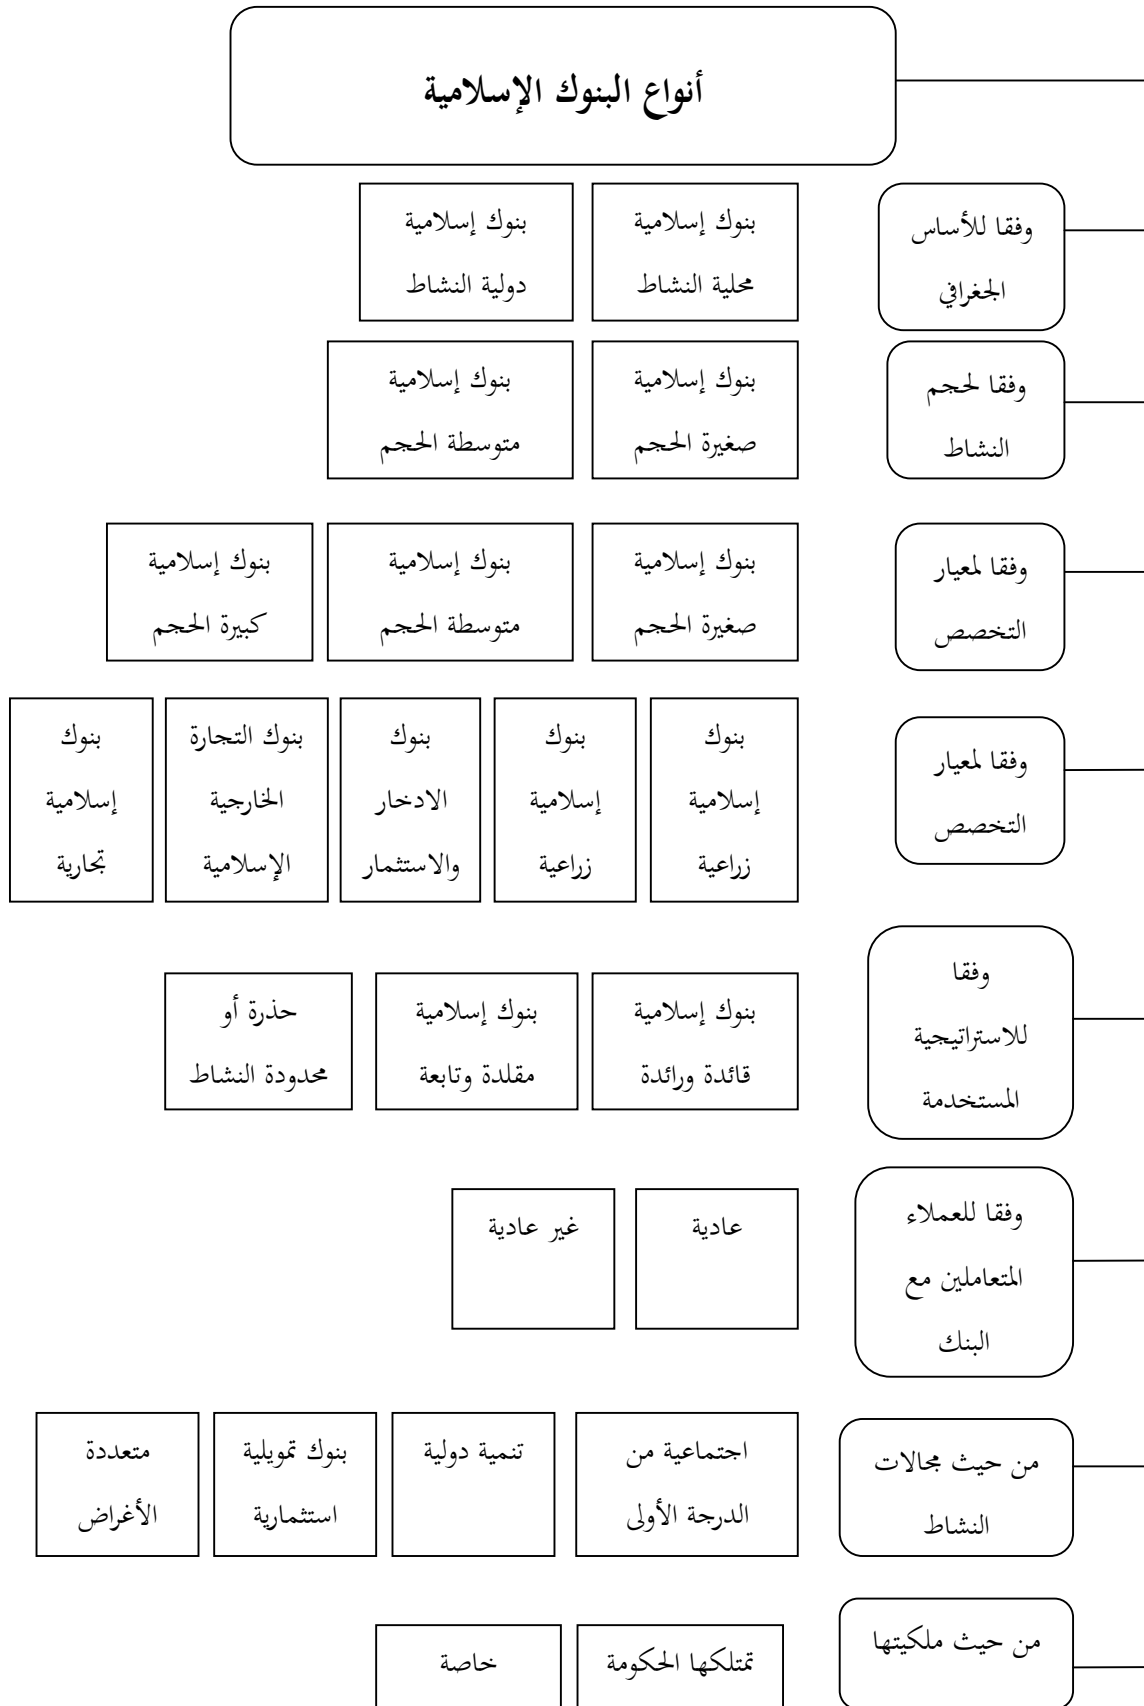 أنواع البنوك الإسلامية
وفقا للأساس
الجغرافي
بنوك إسلامية
محلية النشاط
بنوك إسلامية
دولية النشاط
وفقا لحجم
النشاط
بنوك إسلامية
صغيرة الحجم
بنوك إسلامية
متوسطة الحجم
وفقا لمعيار
التخصص
بنوك إسلامية
صغيرة الحجم
بنوك إسلامية
متوسطة الحجم
بنوك إسلامية
كبيرة الحجم
وفقا لمعيار
التخصص
بنوك
إسلامية
زراعية
بنوك
إسلامية
زراعية
بنوك
الادخار
والاستثمار
بنوك التجارة
الخارجية
الإسلامية
بنوك
إسلامية
تجارية
وفقا
للاستراتيجية
المستخدمة
بنوك إسلامية
قائدة ورائدة
بنوك إسلامية
مقلدة وتابعة
حذرة أو
محدودة النشاط
وفقا للعملاء
المتعاملين مع
البنك
عادية
غير عادية
من حيث مجالات
النشاط
اجتماعية من
الدرجة الأولى
تنمية دولية
بنوك تمويلية
استثمارية
متعددة
الأغراض
من حيث ملكيتها
تمتلكها الحكومة
خاصة